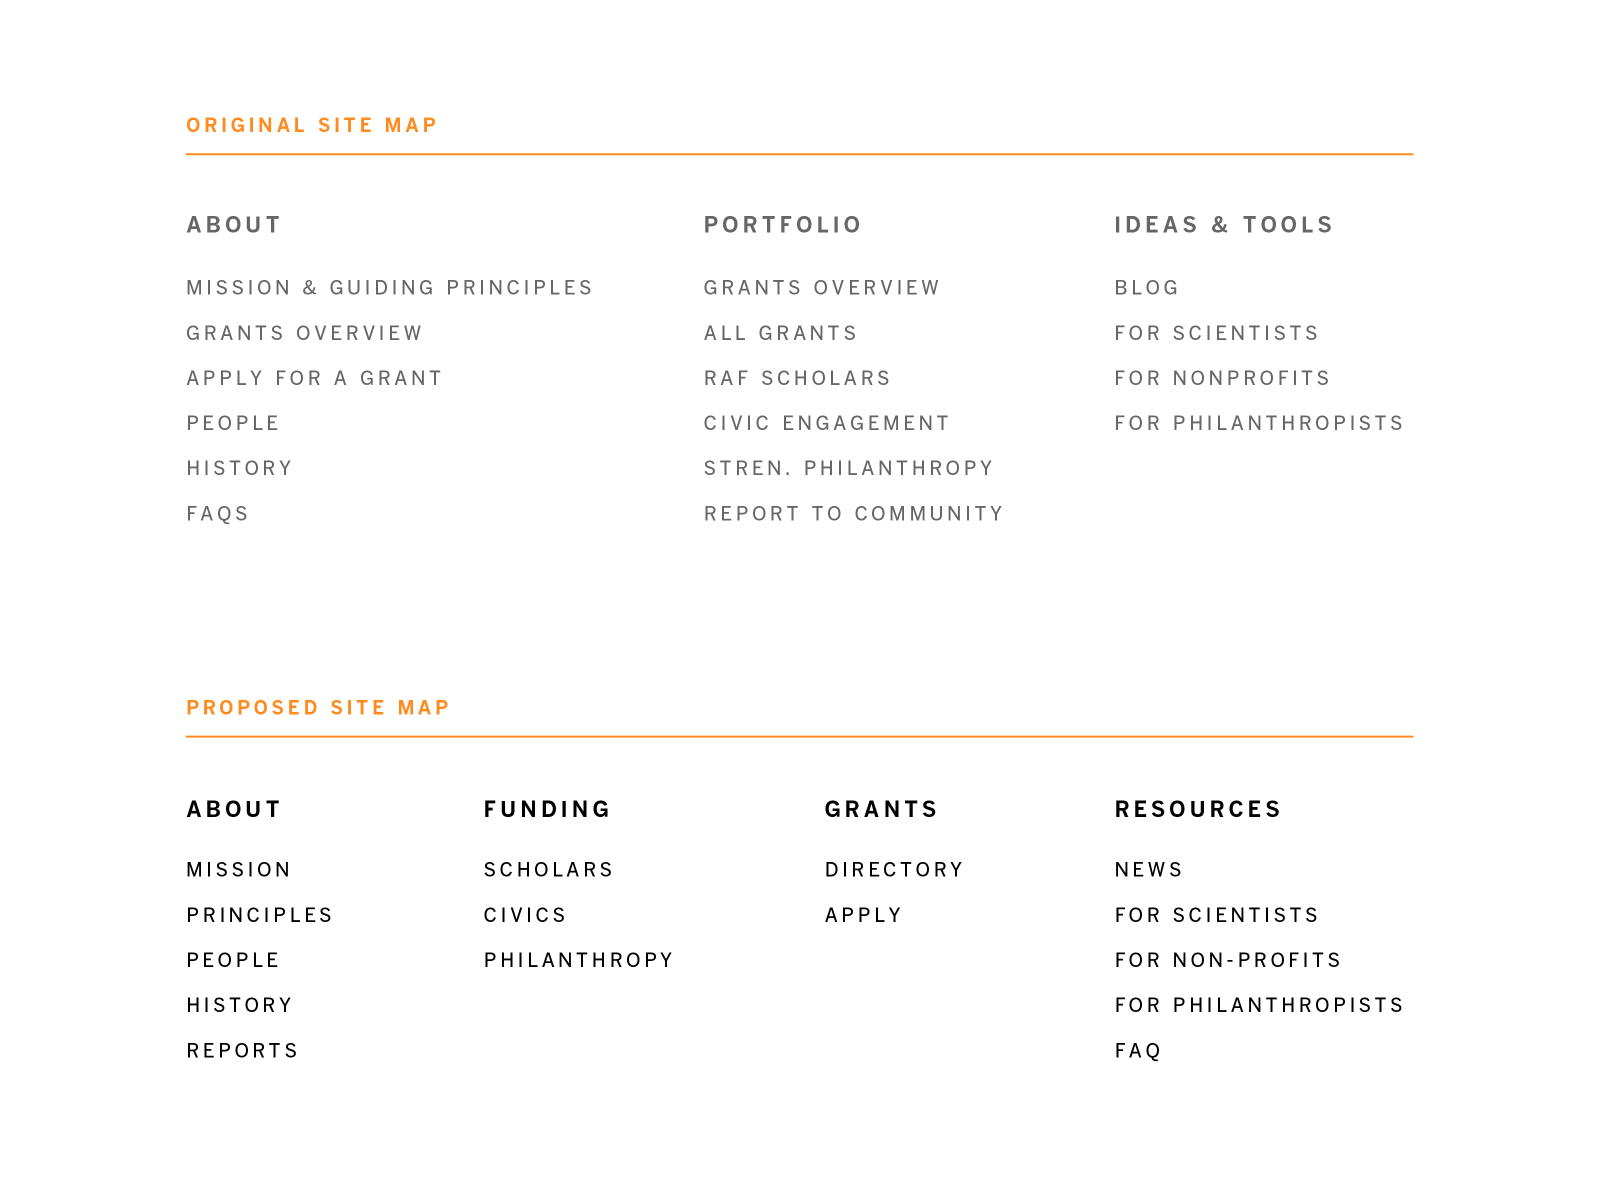 ORIGINAL SITE MAP
ABOUT
MISSION & GUIDING PRINCIPLES
GRANTS OVERVIEW
APPLY FOR A GRANT
PEOPLE
HISTORY
FAQS
PORTFOLIO
GRANTS OVERVIEW
ALL GRANTS
RAF SCHOLARS
CIVIC ENGAGEMENT
STREN. PHILANTHROPY
REPORT TO COMMUNITY
IDEAS & TOOLS
BLOG
FOR SCIENTISTS
FOR NONPROFITS
FOR PHILANTHROPISTS
PROPOSED SITE MAP
ABOUT
MISSION
PRINCIPLES
PEOPLE
HISTORY
REPORTS
FUNDING
SCHOLARS
CIVICS
PHILANTHROPY
GRANTS
DIRECTORY
APPLY
RESOURCES
NEWS
FOR SCIENTISTS
FOR NON-PROFITS
FOR PHILANTHROPISTS
FAQ